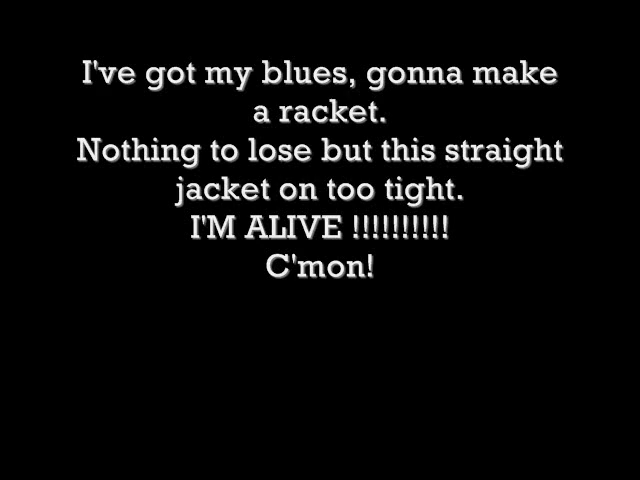 I've got my blues, gonna make
a racket.
Nothing to lose but this straight
jacket on too tight.
I'M ALIVE !!!!!!!!!!
C'mon!